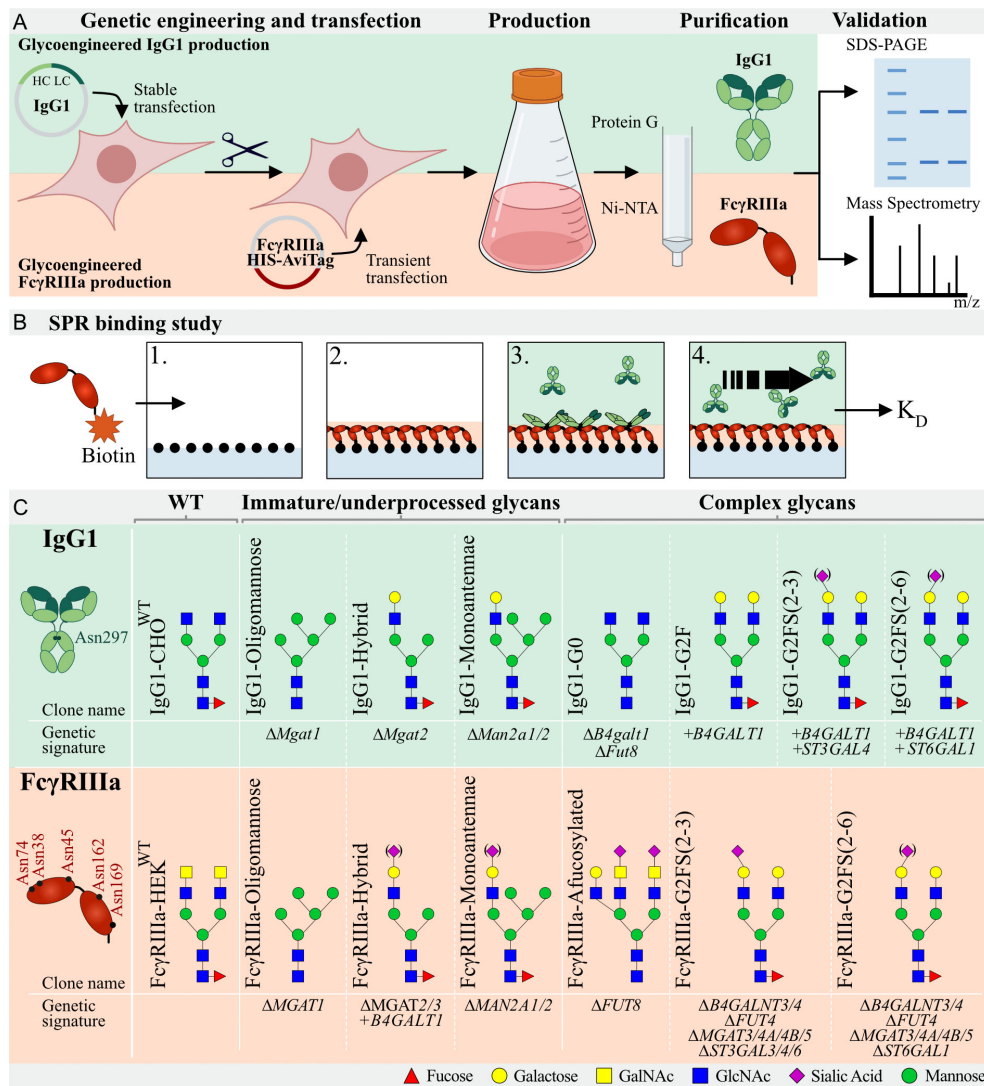 A Genetic engineering and transfection Production Purification Validation
Glycoengineered IgG1 production
SDS-PAGE
HC LC
IgG1
Stable
transfection
IgG1
Protein G
Ni-NTA
FcγRIIIa
Mass Spectrometry
FcγRIIIa
HIS-AviTag
Transient
transfection
Glycoengineered
FcγRIIIa production
m/z
B SPR binding study
1.
2.
3.
4.
Biotin
K_D
C WT Immature/underprocessed glycans Complex glycans
IgG1
Asn297
IgG1-CHO^WT
IgG1-Oligomannose
IgG1-Hybrid
IgG1-Monoantennae
IgG1-G0
IgG1-G2F
IgG1-G2FS(2-3)
( )
IgG1-G2FS(2-6)
( )
Clone name
Genetic
signature
ΔMgat1
ΔMgat2
ΔMan2a1/2
ΔB4galt1
ΔFut8
+B4GALT1
+B4GALT1
+ST3GAL4
+B4GALT1
+ ST6GAL1
FcγRIIIa
Asn74
Asn38
Asn45
Asn162
Asn169
FcγRIIIa-HEK^WT
FcγRIIIa-Oligomannose
FcγRIIIa-Hybrid
( )
FcγRIIIa-Monoantennae
( )
FcγRIIIa-Afucosylated
FcγRIIIa-G2FS(2-3)
FcγRIIIa-G2FS(2-6)
( )
Clone name
Genetic
signature
ΔMGAT1
ΔMGAT2/3
+B4GALT1
ΔMAN2A1/2
ΔFUT8
ΔB4GALNT3/4
ΔFUT4
ΔMGAT3/4A/4B/5
ΔST3GAL3/4/6
ΔB4GALNT3/4
ΔFUT4
ΔMGAT3/4A/4B/5
ΔST6GAL1
Fucose Galactose GalNAc GlcNAc Sialic Acid Mannose